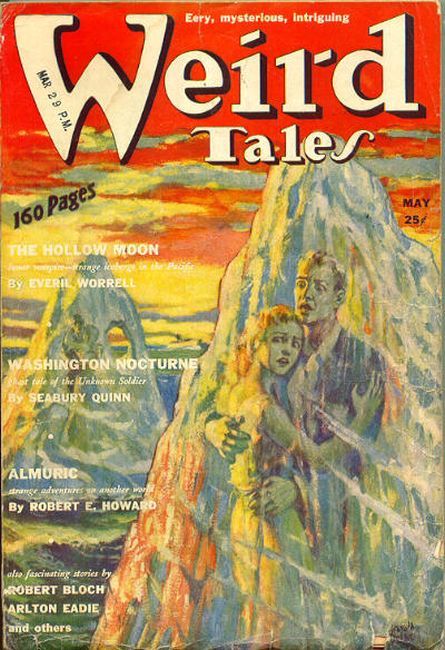 Eery, mysterious, intriguing
Weird
Tales
MAR 29 P.M.
160 Pages
MAY
25¢
THE HOLLOW MOON
lunar vampire—strange iceberg in the Pacific
By EVERIL WORRELL
WASHINGTON NOCTURNE
ghost tale of the Unknown Soldier
By SEABURY QUINN
ALMURIC
strange adventures on another world
By ROBERT E. HOWARD
also fascinating stories by
ROBERT BLOCH
ARLTON EADIE
and others